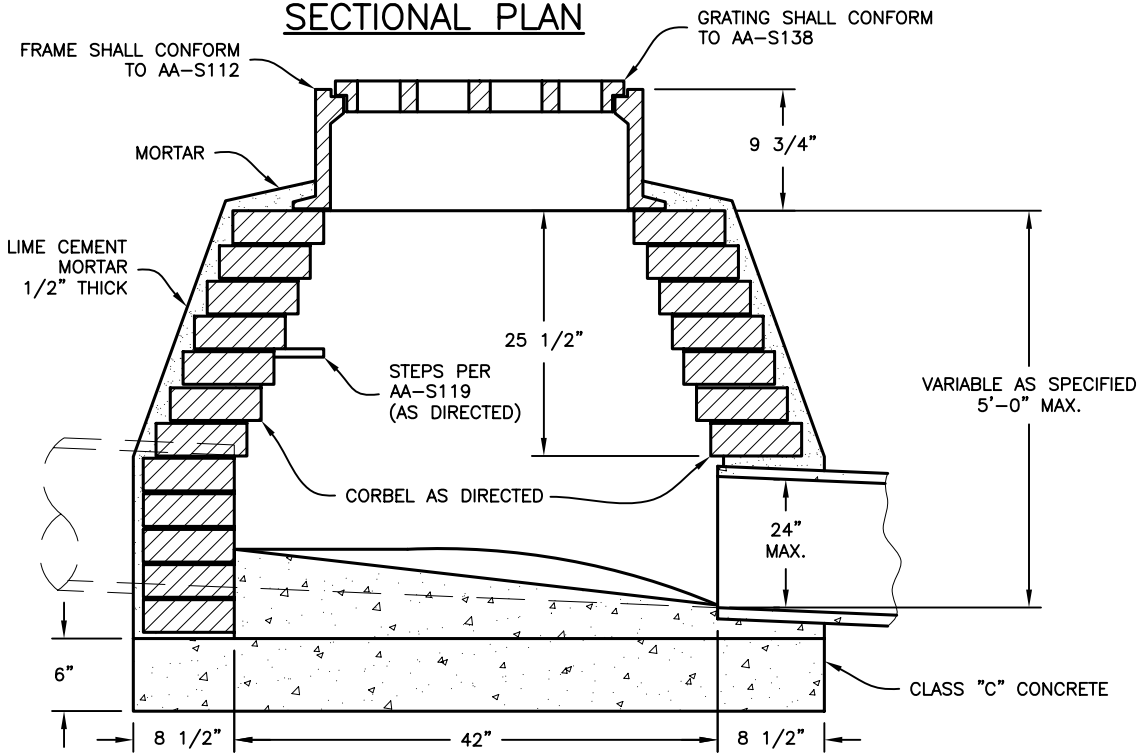 SECTIONAL PLAN
FRAME SHALL CONFORM
TO AA-S112
GRATING SHALL CONFORM
TO AA-S138
MORTAR
9 3/4"
LIME CEMENT
MORTAR
1/2" THICK
25 1/2"
STEPS PER
AA-S119
(AS DIRECTED)
VARIABLE AS SPECIFIED
5'-0" MAX.
CORBEL AS DIRECTED
24"
MAX.
6"
CLASS "C" CONCRETE
8 1/2"
42"
8 1/2"